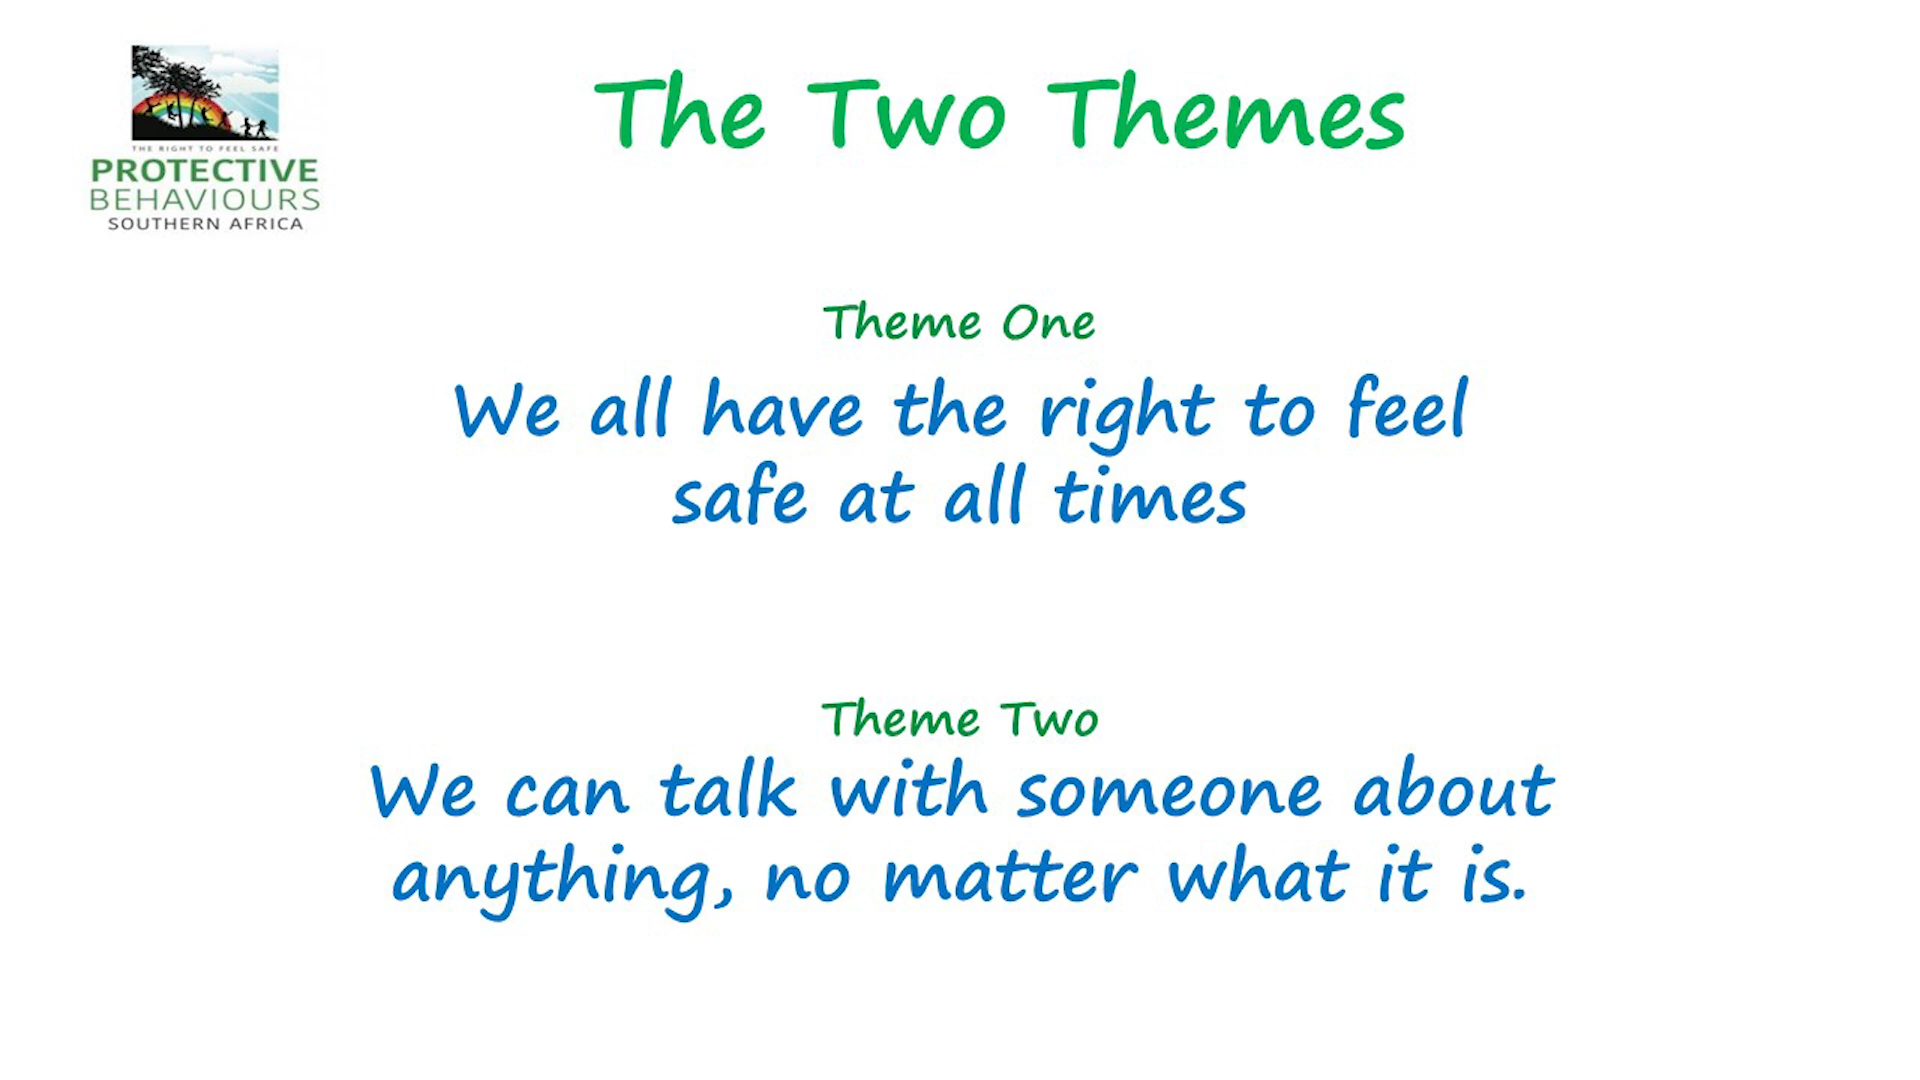 THE RIGHT TO FEEL SAFE
PROTECTIVE
BEHAVIOURS
SOUTHERN AFRICA
The Two Themes
Theme One
We all have the right to feel
safe at all times
Theme Two
We can talk with someone about
anything, no matter what it is.